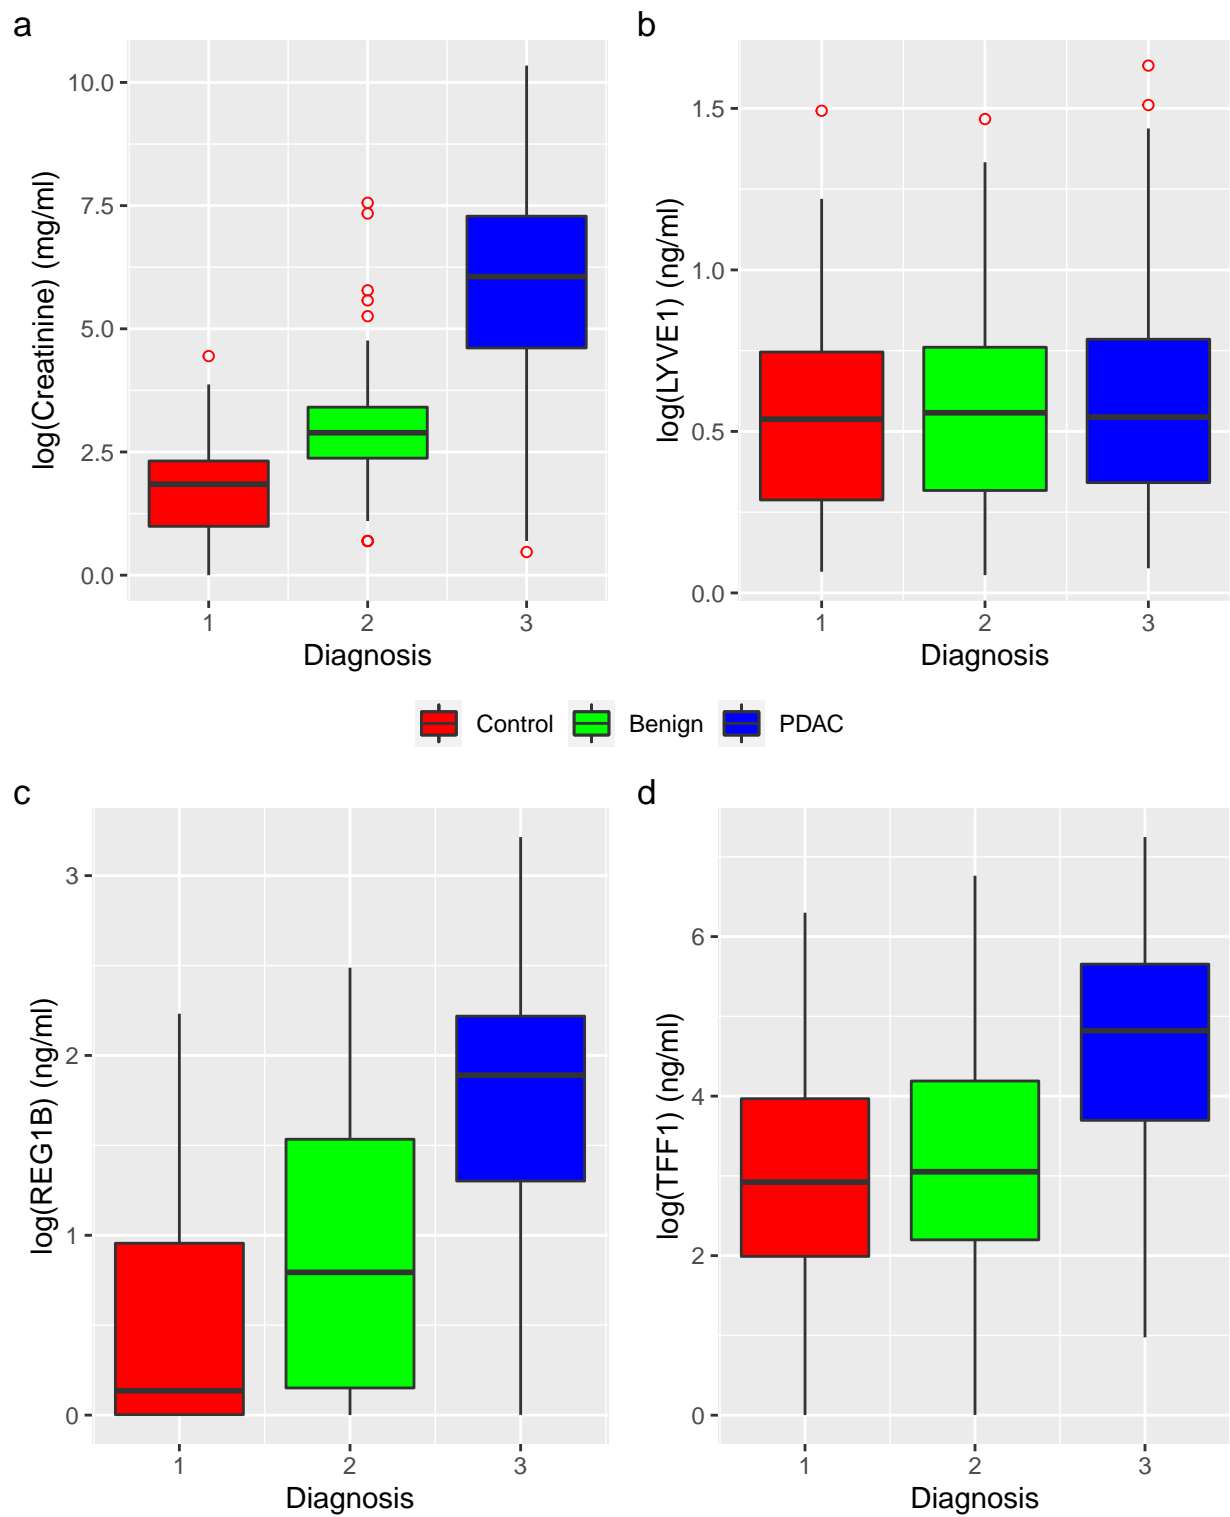 a
log(Creatinine) (mg/ml)
10.0
7.5
5.0
2.5
0.0
1 2 3
Diagnosis
b
log(LYVE1) (ng/ml)
1.5
1.0
0.5
0.0
1 2 3
Diagnosis
Control Benign PDAC
c
log(REG1B) (ng/ml)
3
2
1
0
1 2 3
Diagnosis
d
log(TFF1) (ng/ml)
6
4
2
0
1 2 3
Diagnosis